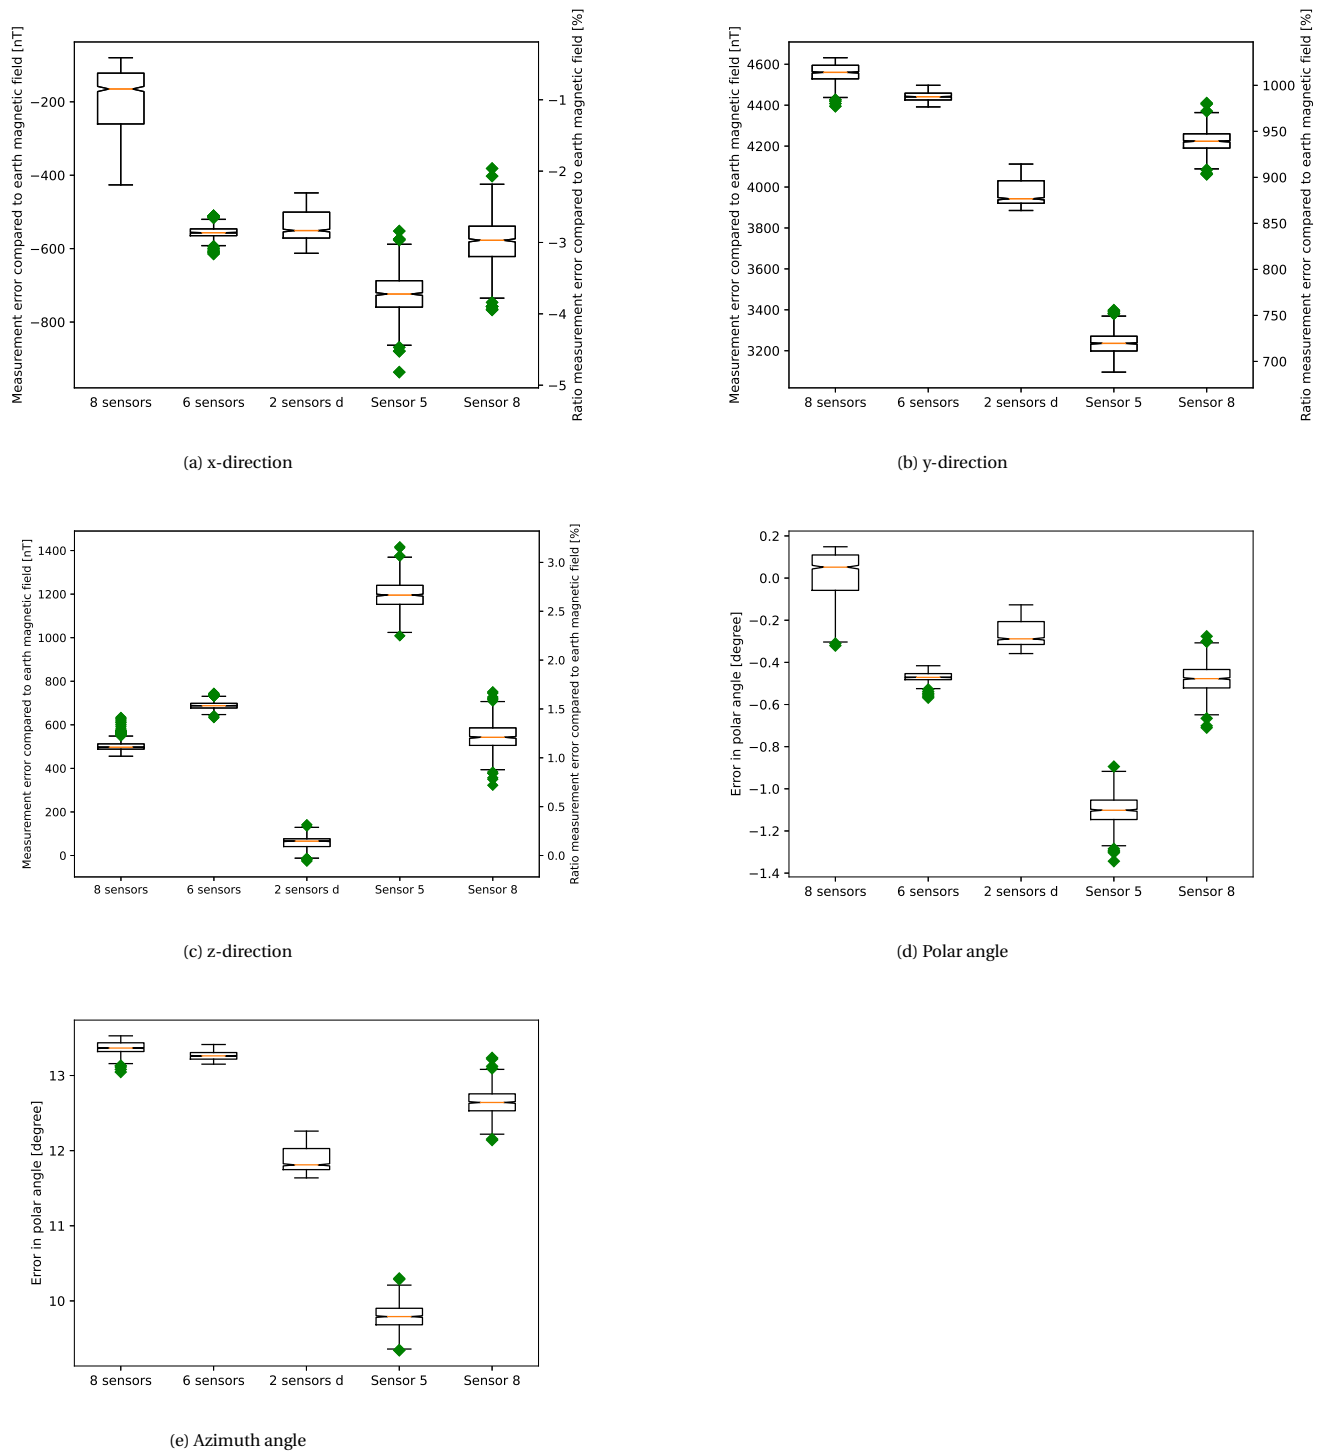 Measurement error compared to earth magnetic field [nT]
−200
−400
−600
−800
−1
−2
−3
−4
−5
Ratio measurement error compared to earth magnetic field [%]
8 sensors 6 sensors 2 sensors d Sensor 5 Sensor 8
(a) x-direction
Measurement error compared to earth magnetic field [nT]
4600
4400
4200
4000
3800
3600
3400
3200
1000
950
900
850
800
750
700
Ratio measurement error compared to earth magnetic field [%]
8 sensors 6 sensors 2 sensors d Sensor 5 Sensor 8
(b) y-direction
Measurement error compared to earth magnetic field [nT]
1400
1200
1000
800
600
400
200
0
3.0
2.5
2.0
1.5
1.0
0.5
0.0
Ratio measurement error compared to earth magnetic field [%]
8 sensors 6 sensors 2 sensors d Sensor 5 Sensor 8
(c) z-direction
Error in polar angle [degree]
0.2
0.0
−0.2
−0.4
−0.6
−0.8
−1.0
−1.2
−1.4
8 sensors 6 sensors 2 sensors d Sensor 5 Sensor 8
(d) Polar angle
Error in polar angle [degree]
13
12
11
10
8 sensors 6 sensors 2 sensors d Sensor 5 Sensor 8
(e) Azimuth angle